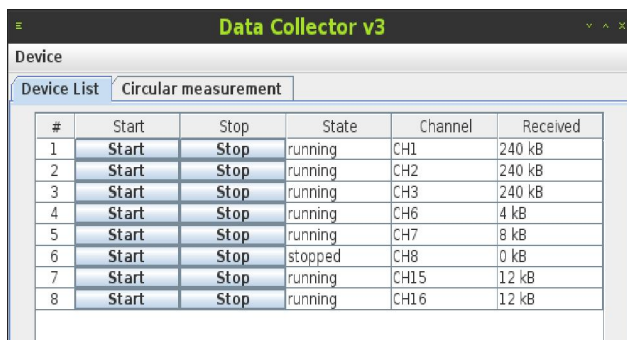 Data Collector v3
Device
Device List Circular measurement
# Start Stop State Channel Received
1 Start Stop running CH1 240 kB
2 Start Stop running CH2 240 kB
3 Start Stop running CH3 240 kB
4 Start Stop running CH6 4 kB
5 Start Stop running CH7 8 kB
6 Start Stop stopped CH8 0 kB
7 Start Stop running CH15 12 kB
8 Start Stop running CH16 12 kB